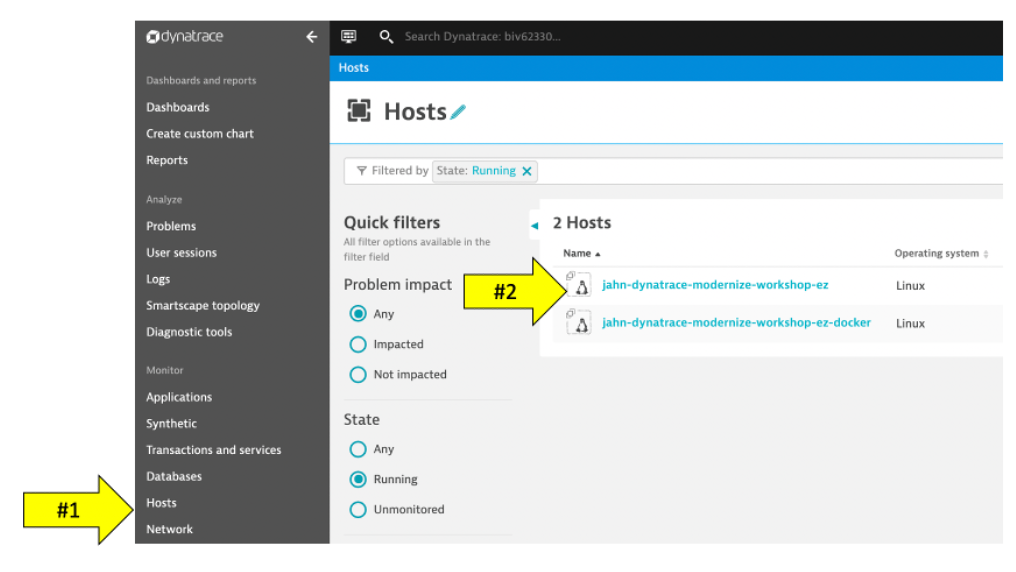 dynatrace
Search Dynatrace: biv62330...
Dashboards and reports
Dashboards
Create custom chart
Reports
Analyze
Problems
User sessions
Logs
Smartscape topology
Diagnostic tools
Monitor
Applications
Synthetic
Transactions and services
Databases
Hosts
Network
#1
Hosts
Hosts
Filtered by State: Running
Quick filters
All filter options available in the
filter field
Problem impact
Any
Impacted
Not impacted
State
Any
Running
Unmonitored
2 Hosts
Name Operating system
#2
jahn-dynatrace-modernize-workshop-ez Linux
jahn-dynatrace-modernize-workshop-ez-docker Linux